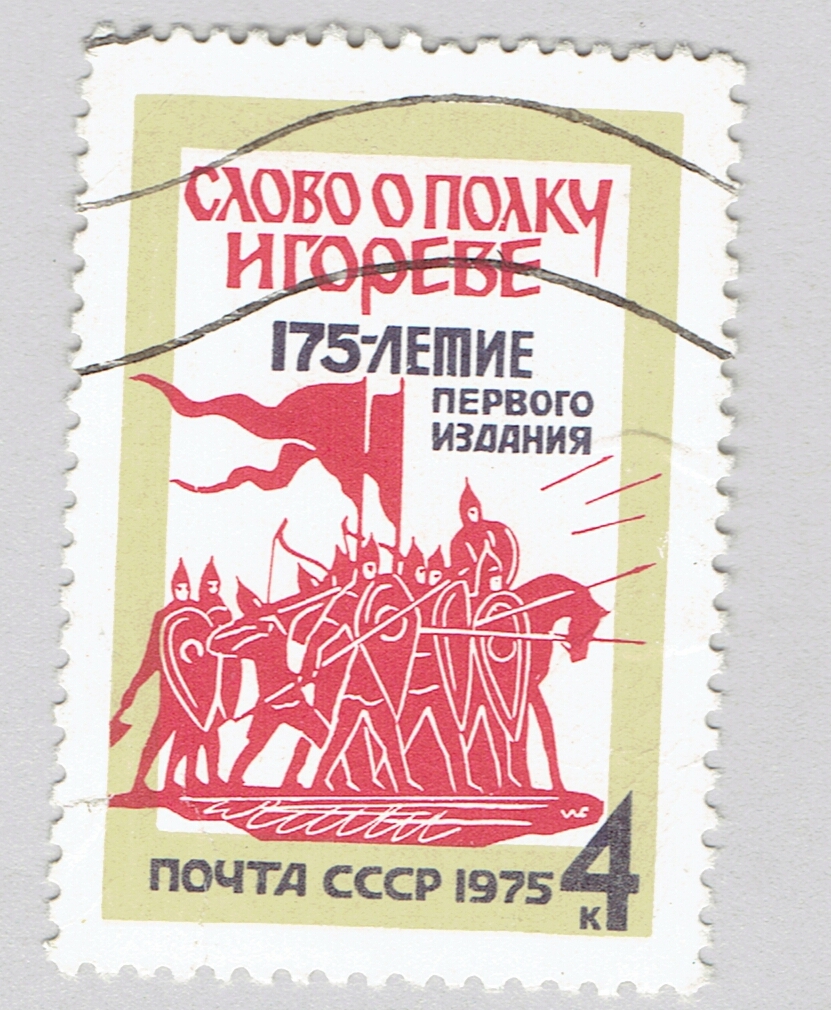 СЛОВО О ПОЛКУ
ИГОРЕВЕ
175-ЛЕТИЕ
ПЕРВОГО
ИЗДАНИЯ
ПОЧТА СССР 1975 4
к